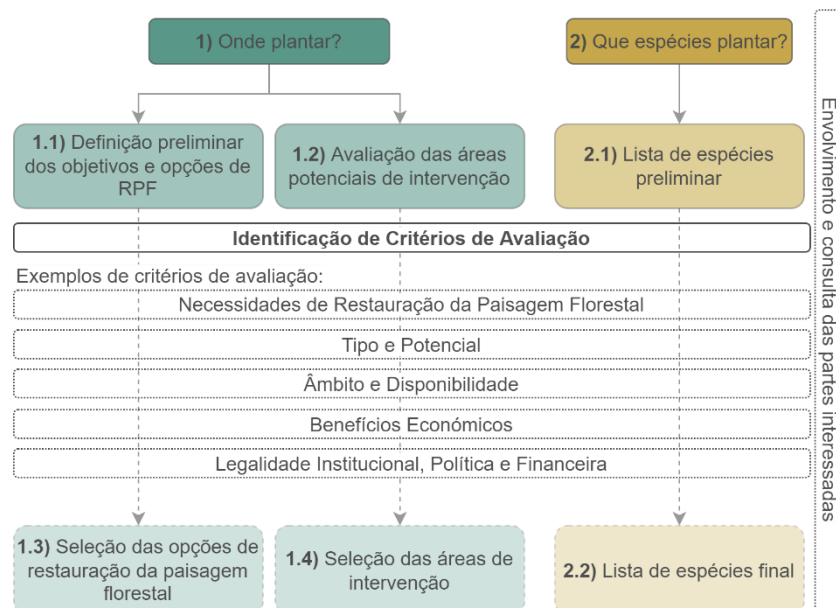 1) Onde plantar?
2) Que espécies plantar?
1.1) Definição preliminar
dos objetivos e opções de
RPF
1.2) Avaliação das áreas
potenciais de intervenção
2.1) Lista de espécies
preliminar
Identificação de Critérios de Avaliação
Exemplos de critérios de avaliação:
Necessidades de Restauração da Paisagem Florestal
Tipo e Potencial
Âmbito e Disponibilidade
Benefícios Económicos
Legalidade Institucional, Política e Financeira
1.3) Seleção das opções de
restauração da paisagem
florestal
1.4) Seleção das áreas de
intervenção
2.2) Lista de espécies final
Envolvimento e consulta das partes interessadas